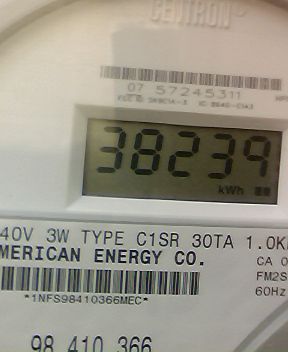 CENTRON®
07 57245311
38239
kWh
40V 3W TYPE C1SR 30TA 1.0K
MERICAN ENERGY CO.
CA 0
FM2S
*1NFS98410366MEC*
60Hz
98 410 366